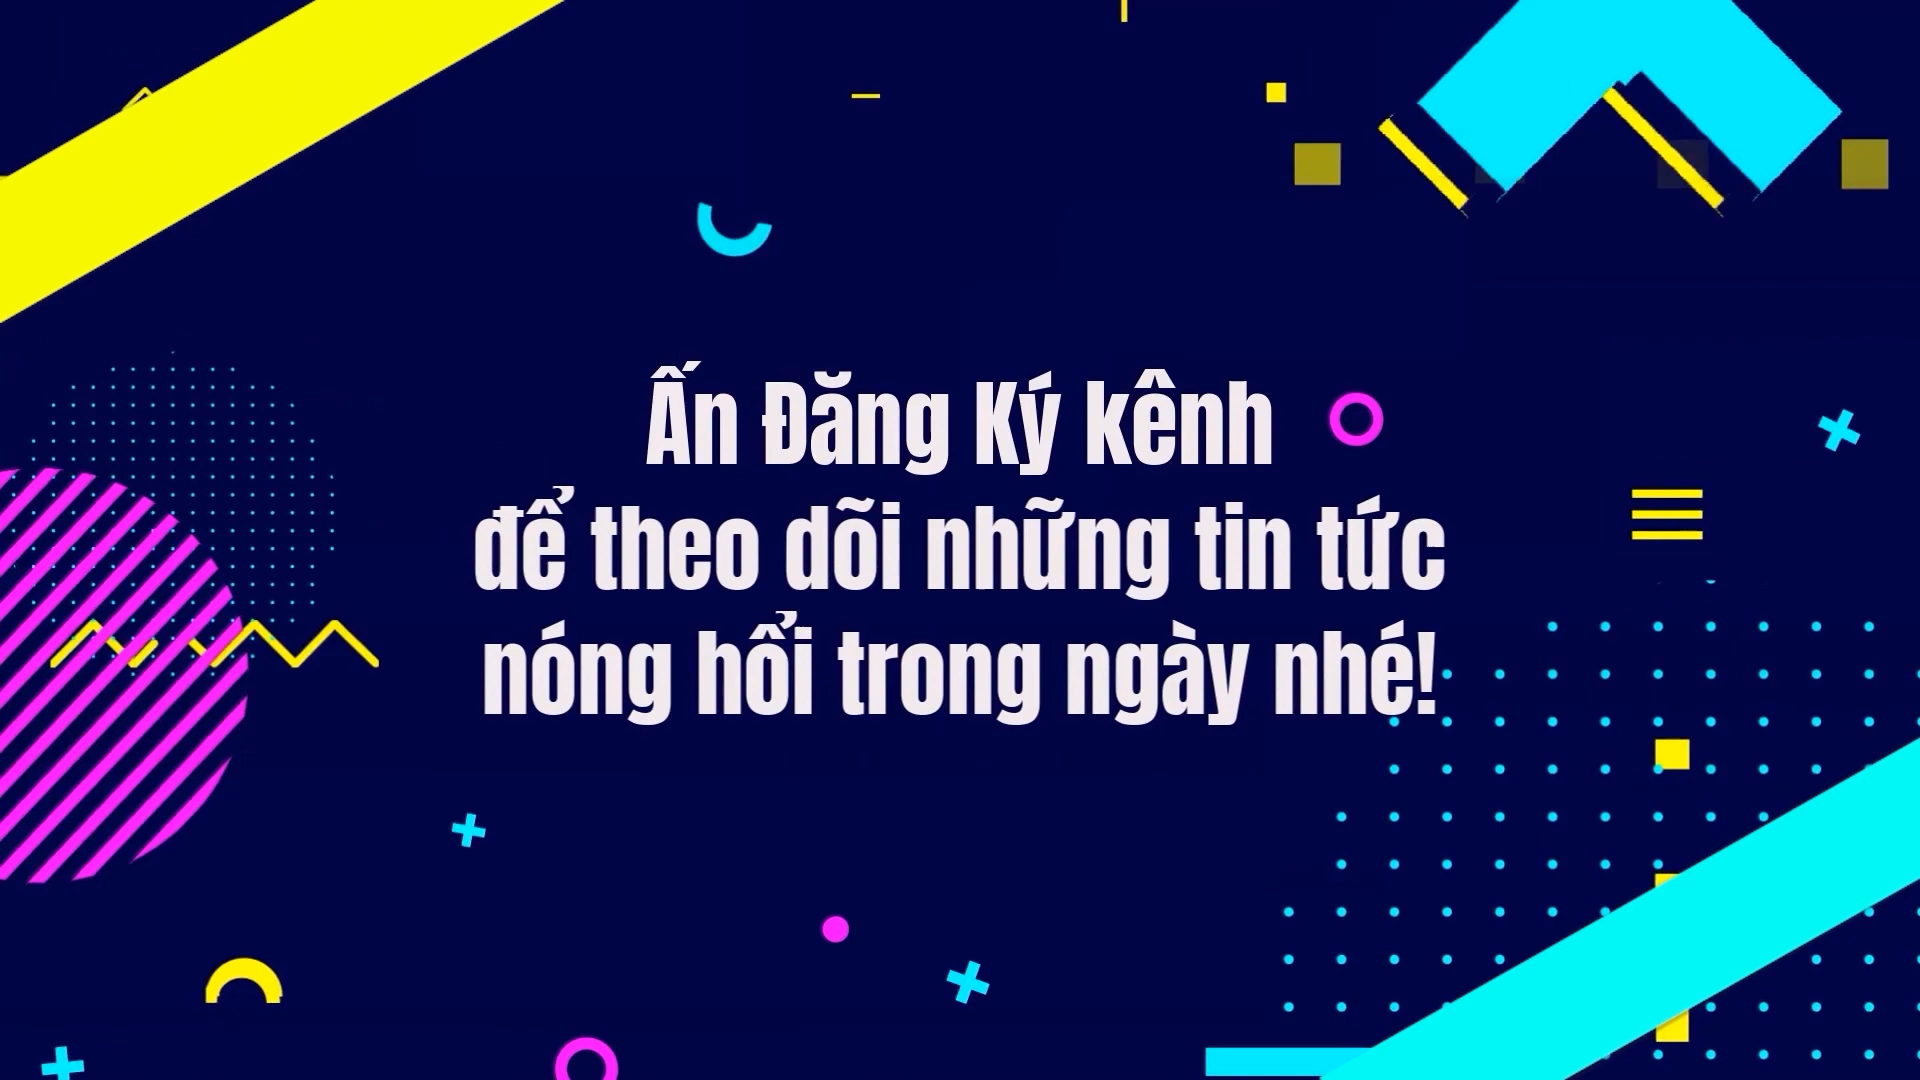 Ấn Đăng Ký kênh
để theo dõi những tin tức
nóng hổi trong ngày nhé!